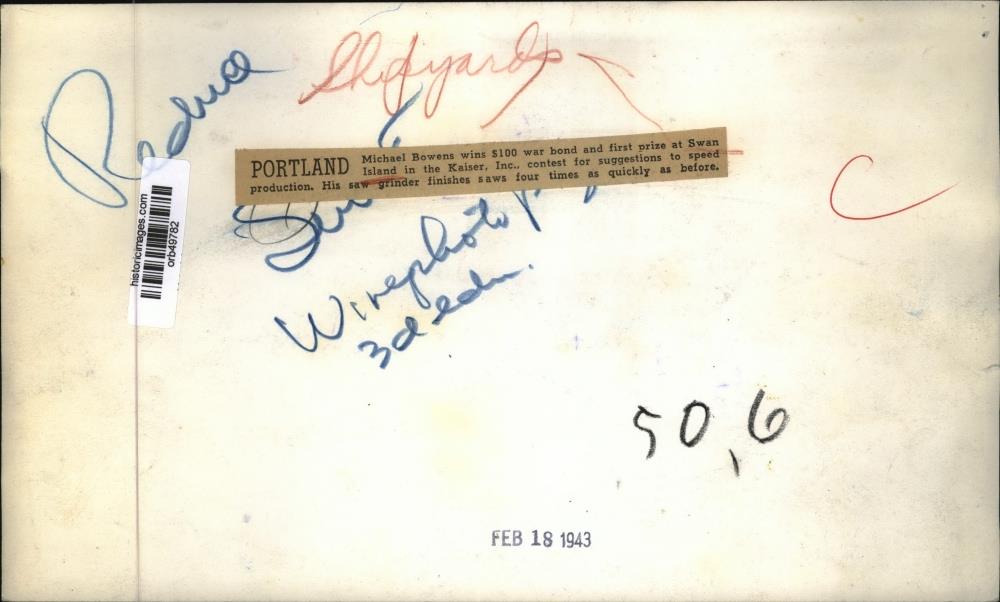 Shipyards
Reduce
PORTLAND Michael Bowens wins $100 war bond and first prize at Swan
Island in the Kaiser, Inc., contest for suggestions to speed
production. His saw grinder finishes saws four times as quickly as before.
historicimages.com
orb49782
C
Wirephoto
3d edn.
50,6
FEB 18 1943